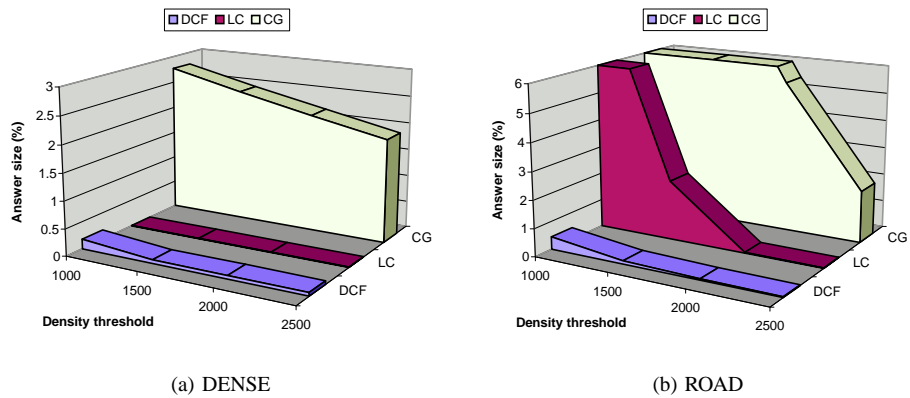 DCF LC CG
3
2.5
2
1.5
1
0.5
0
Answer size (%)
1000
1500
2000
2500
Density threshold
DCF
LC
CG
(a) DENSE
DCF LC CG
6
5
4
3
2
1
0
Answer size (%)
1000
1500
2000
2500
Density threshold
DCF
LC
CG
(b) ROAD